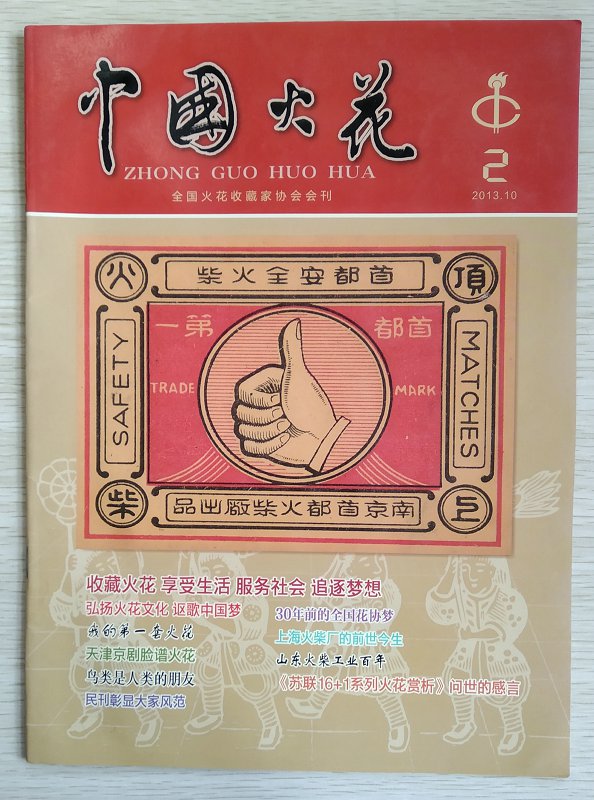 中國火花
ZHONG GUO HUO HUA
全国火花收藏家协会会刊
2
2013.10
頂上
火柴
首都安全火柴
首都
第一
SAFETY
MATCHES
TRADE
MARK
南京首都火柴廠出品
收藏火花 享受生活 服务社会 追逐梦想
弘扬火花文化 讴歌中国梦
我的第一套火花
天津京剧脸谱火花
鸟类是人类的朋友
民刊彰显大家风范
30年前的全国花协梦
上海火柴厂的前世今生
山东火柴工业百年
《苏联16+1系列火花赏析》问世的感言